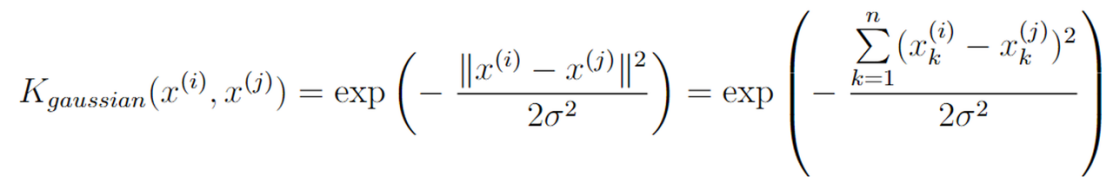 K_{gaussian}(x^{(i)}, x^{(j)}) = \exp\left(-\frac{\|x^{(i)} - x^{(j)}\|^2}{2\sigma^2}\right) = \exp\left(-\frac{\sum_{k=1}^{n}(x_k^{(i)} - x_k^{(j)})^2}{2\sigma^2}\right)